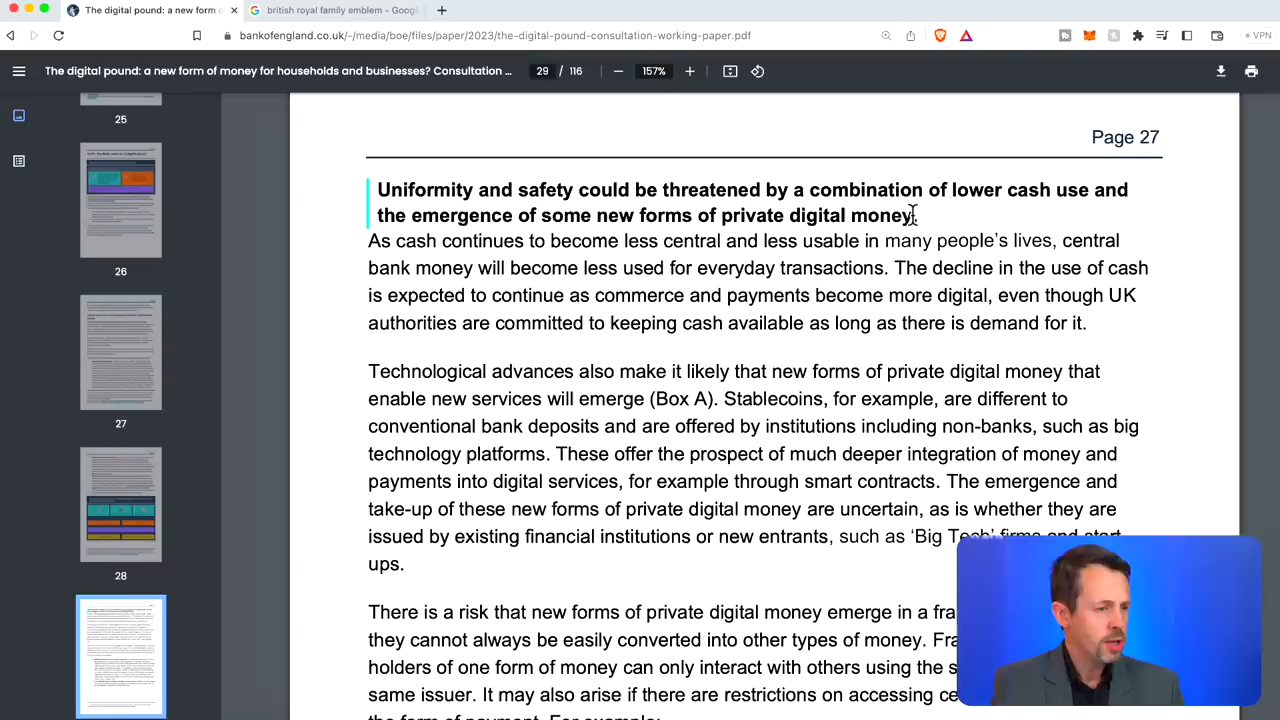 The digital pound: a new form o
british royal family emblem - Googl
bankofengland.co.uk/-/media/boe/files/paper/2023/the-digital-pound-consultation-working-paper.pdf
VPN
The digital pound: a new form of money for households and businesses? Consultation ...
29 / 116
157%
25
26
27
28
Page 27
Uniformity and safety could be threatened by a combination of lower cash use and
the emergence of some new forms of private digital money.
As cash continues to become less central and less usable in many people's lives, central
bank money will become less used for everyday transactions. The decline in the use of cash
is expected to continue as commerce and payments become more digital, even though UK
authorities are committed to keeping cash available as long as there is demand for it.
Technological advances also make it likely that new forms of private digital money that
enable new services will emerge (Box A). Stablecoins, for example, are different to
conventional bank deposits and are offered by institutions including non-banks, such as big
technology platforms. These offer the prospect of much deeper integration of money and
payments into digital services, for example through smart contracts. The emergence and
take-up of these new forms of private digital money are uncertain, as is whether they are
issued by existing financial institutions or new entrants, such as ‘Big Tech’ firms and start-
ups.
There is a risk that new forms of private digital money emerge in a fra
they cannot always be easily converted into other types of money. Fra
holders of one form of money can only interact with others using the s
same issuer. It may also arise if there are restrictions on accessing ce
the form of payment. For example: